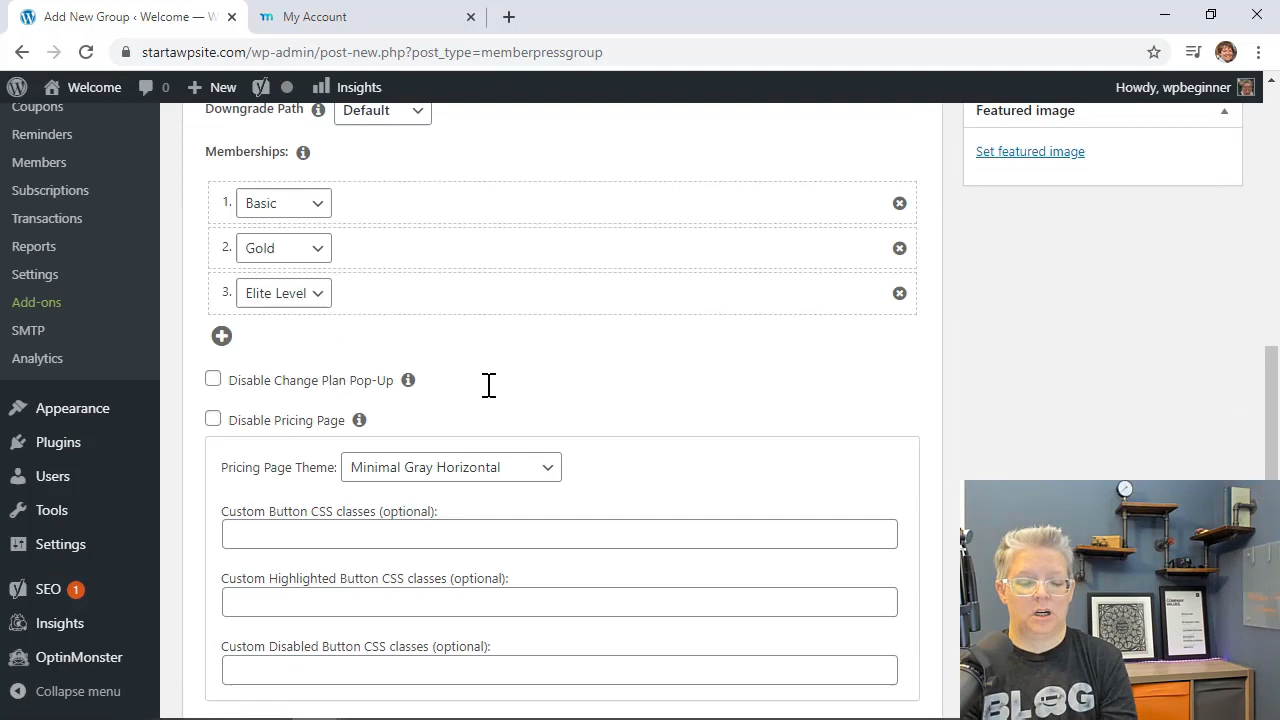 Add New Group ‹ Welcome — W
My Account
startawpsite.com/wp-admin/post-new.php?post_type=memberpressgroup
Welcome
0
New
Insights
Howdy, wpbeginner
Coupons
Reminders
Members
Subscriptions
Transactions
Reports
Settings
Add-ons
SMTP
Analytics
Appearance
Plugins
Users
Tools
Settings
SEO 1
Insights
OptinMonster
Collapse menu
Downgrade Path
Default
Memberships:
1. Basic
2. Gold
3. Elite Level
Disable Change Plan Pop-Up
Disable Pricing Page
Pricing Page Theme: Minimal Gray Horizontal
Custom Button CSS classes (optional):
Custom Highlighted Button CSS classes (optional):
Custom Disabled Button CSS classes (optional):
Featured image
Set featured image
COMPANY
VALUES
BLOG